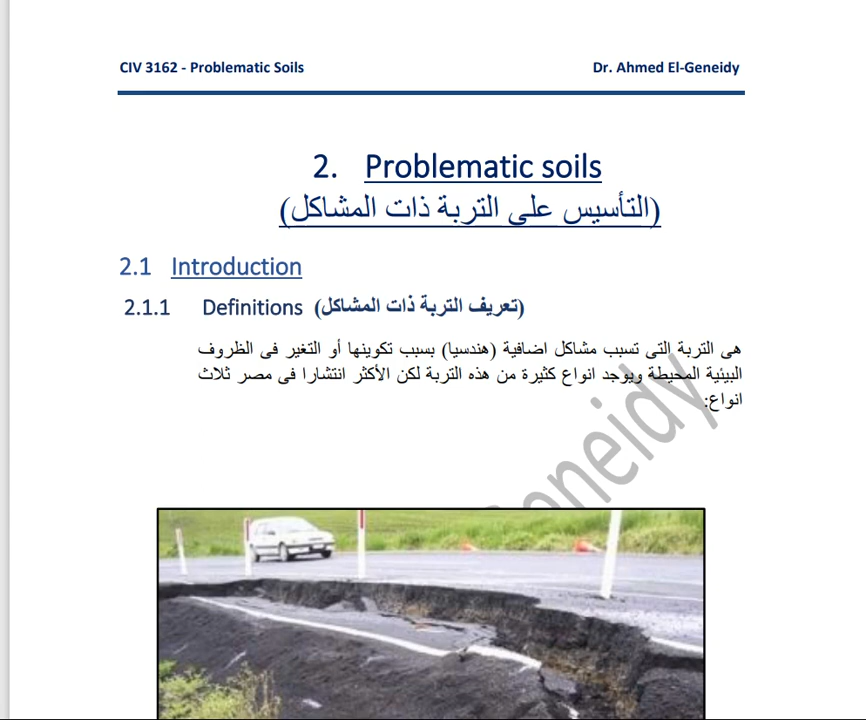 CIV 3162 - Problematic Soils
Dr. Ahmed El-Geneidy
2. Problematic soils
(التأسيس على التربة ذات المشاكل)
2.1 Introduction
2.1.1 Definitions (تعريف التربة ذات المشاكل)
هى التربة التى تسبب مشاكل اضافية (هندسيا) بسبب تكوينها أو التغير فى الظروف
البيئية المحيطة ويوجد انواع كثيرة من هذه التربة لكن الأكثر انتشارا فى مصر ثلاث
انواع: